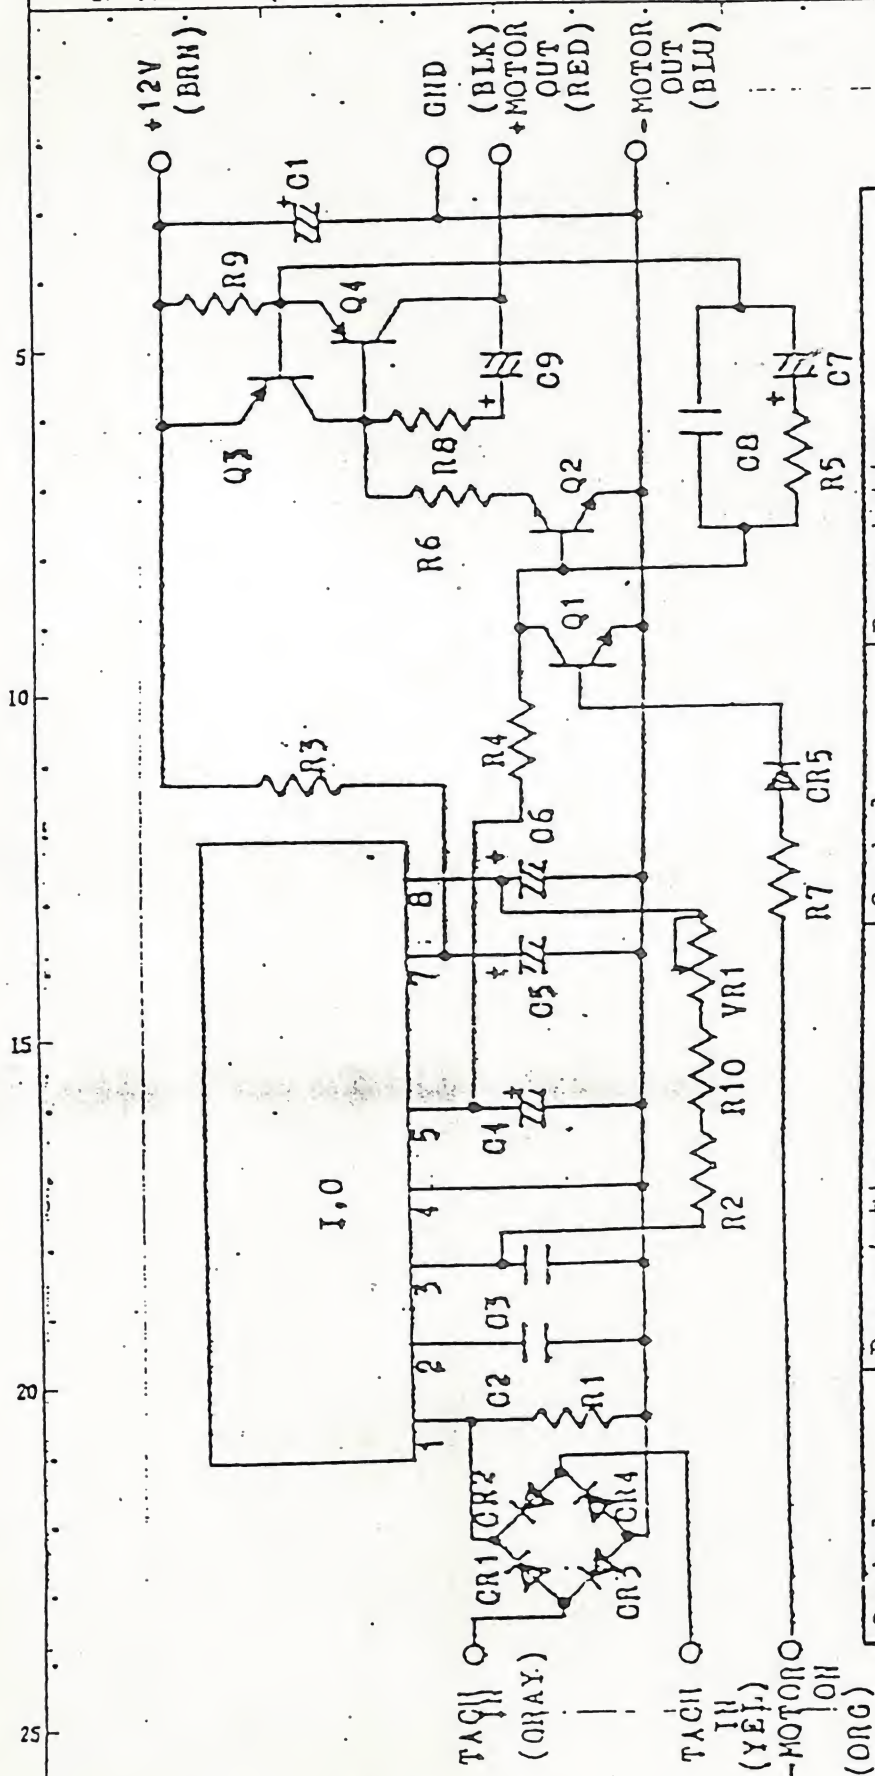 +12V
(BRN)
GND
(BLK)
+MOTOR
OUT
(RED)
-MOTOR
OUT
(BLU)
C1
R9
Q4
Q3
C9
R8
R6
Q2
C8
C7
R5
Q1
R4
R3
C6
C5
C4
VR1
R10
R2
R7
CR5
I,C
8
7
5
4
3
2
1
C3
C2
R1
CR2
CR1
CR4
CR3
TACH
IN
(GRAY)
TACH
IN
(YEL)
-MOTOR
ON
(ORG)
5
10
15
20
25
+
+
+
+
+
+